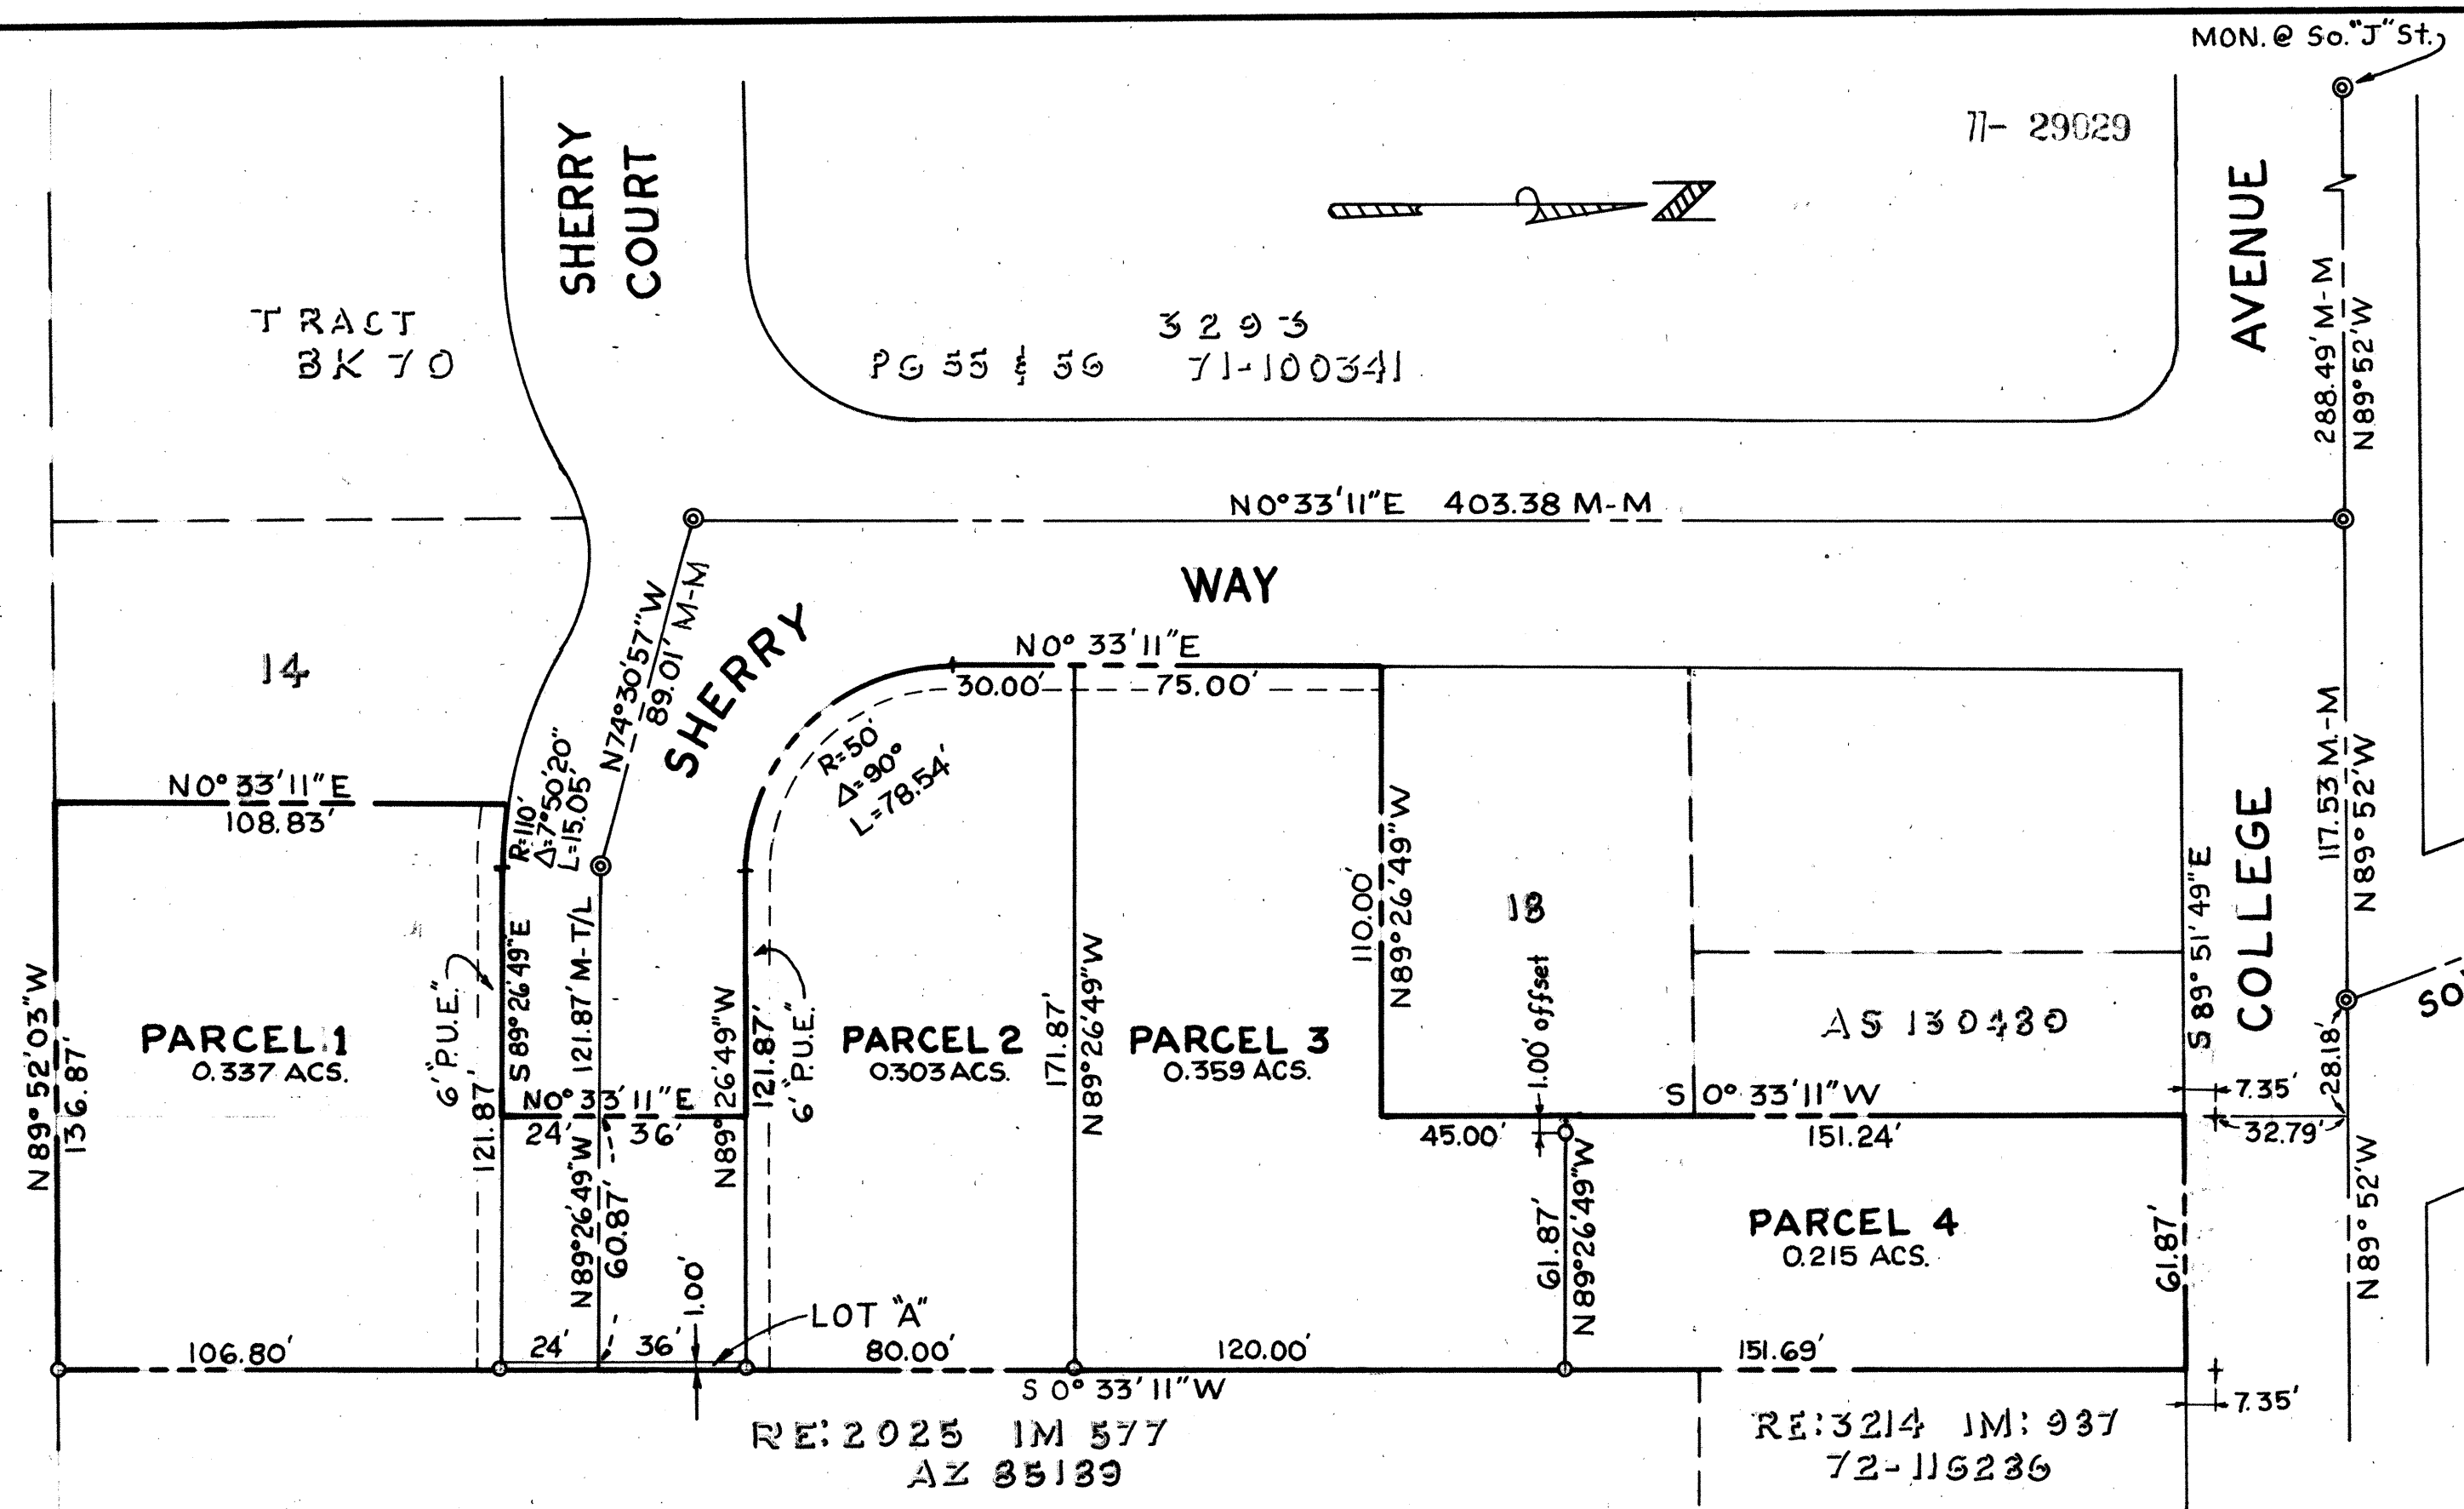 MON. @ So. "J" St.
77- 29029
SHERRY
COURT
AVENUE
288.49' M-M
N89°52'W
TRACT
BK 70
3293
PG 55 & 56 71-100341
N0°33'11"E 403.38 M-M
WAY
N74°30'57"W
89.01' M-M
SHERRY
N0° 33'11"E
30.00'
75.00'
14
R=50'
Δ=90°
L=78.54'
N0° 33'11"E
108.83'
R=110'
Δ=7°50'20"
L=15.05'
117.53 M.-M
N89°52'W
COLLEGE
S 89° 51' 49"E
110.00'
N89°26'49"W
18
1.00' offset
AS 130480
SO
N89°52'03"W
136.87'
PARCEL 1
0.337 ACS.
6' "P.U.E."
121.87'
S89°26'49"E
121.87' M-T/L
N89°26'49"W
121.87'
6' "P.U.E."
PARCEL 2
0.303 ACS.
171.87'
N89°26'49"W
PARCEL 3
0.359 ACS.
28.18'
7.35'
S 0° 33'11"W
N0° 33'11"E
24'
36'
45.00'
151.24'
32.79'
N89°26'49"W
60.87'
1.00'
LOT "A"
61.87'
N89°26'49"W
PARCEL 4
0.215 ACS.
61.87'
N89°52'W
106.80'
24'
36'
80.00'
120.00'
151.69'
S 0° 33'11"W
7.35'
RE: 2025 IM 577
AZ 85189
RE: 3214 IM: 937
72-116236